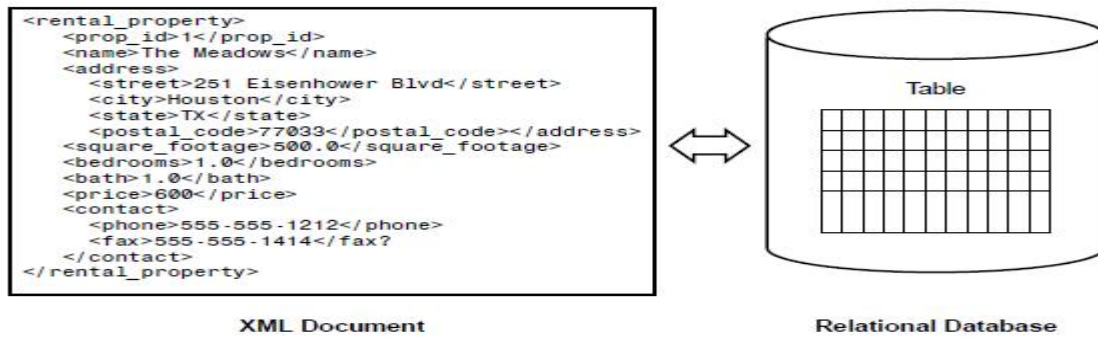 <rental_property>
<prop_id>1</prop_id>
<name>The Meadows</name>
<address>
<street>251 Eisenhower Blvd</street>
<city>Houston</city>
<state>TX</state>
<postal_code>77033</postal_code></address>
<square_footage>500.0</square_footage>
<bedrooms>1.0</bedrooms>
<bath>1.0</bath>
<price>600</price>
<contact>
<phone>555-555-1212</phone>
<fax>555-555-1414</fax?
</contact>
</rental_property>
Table
XML Document
Relational Database